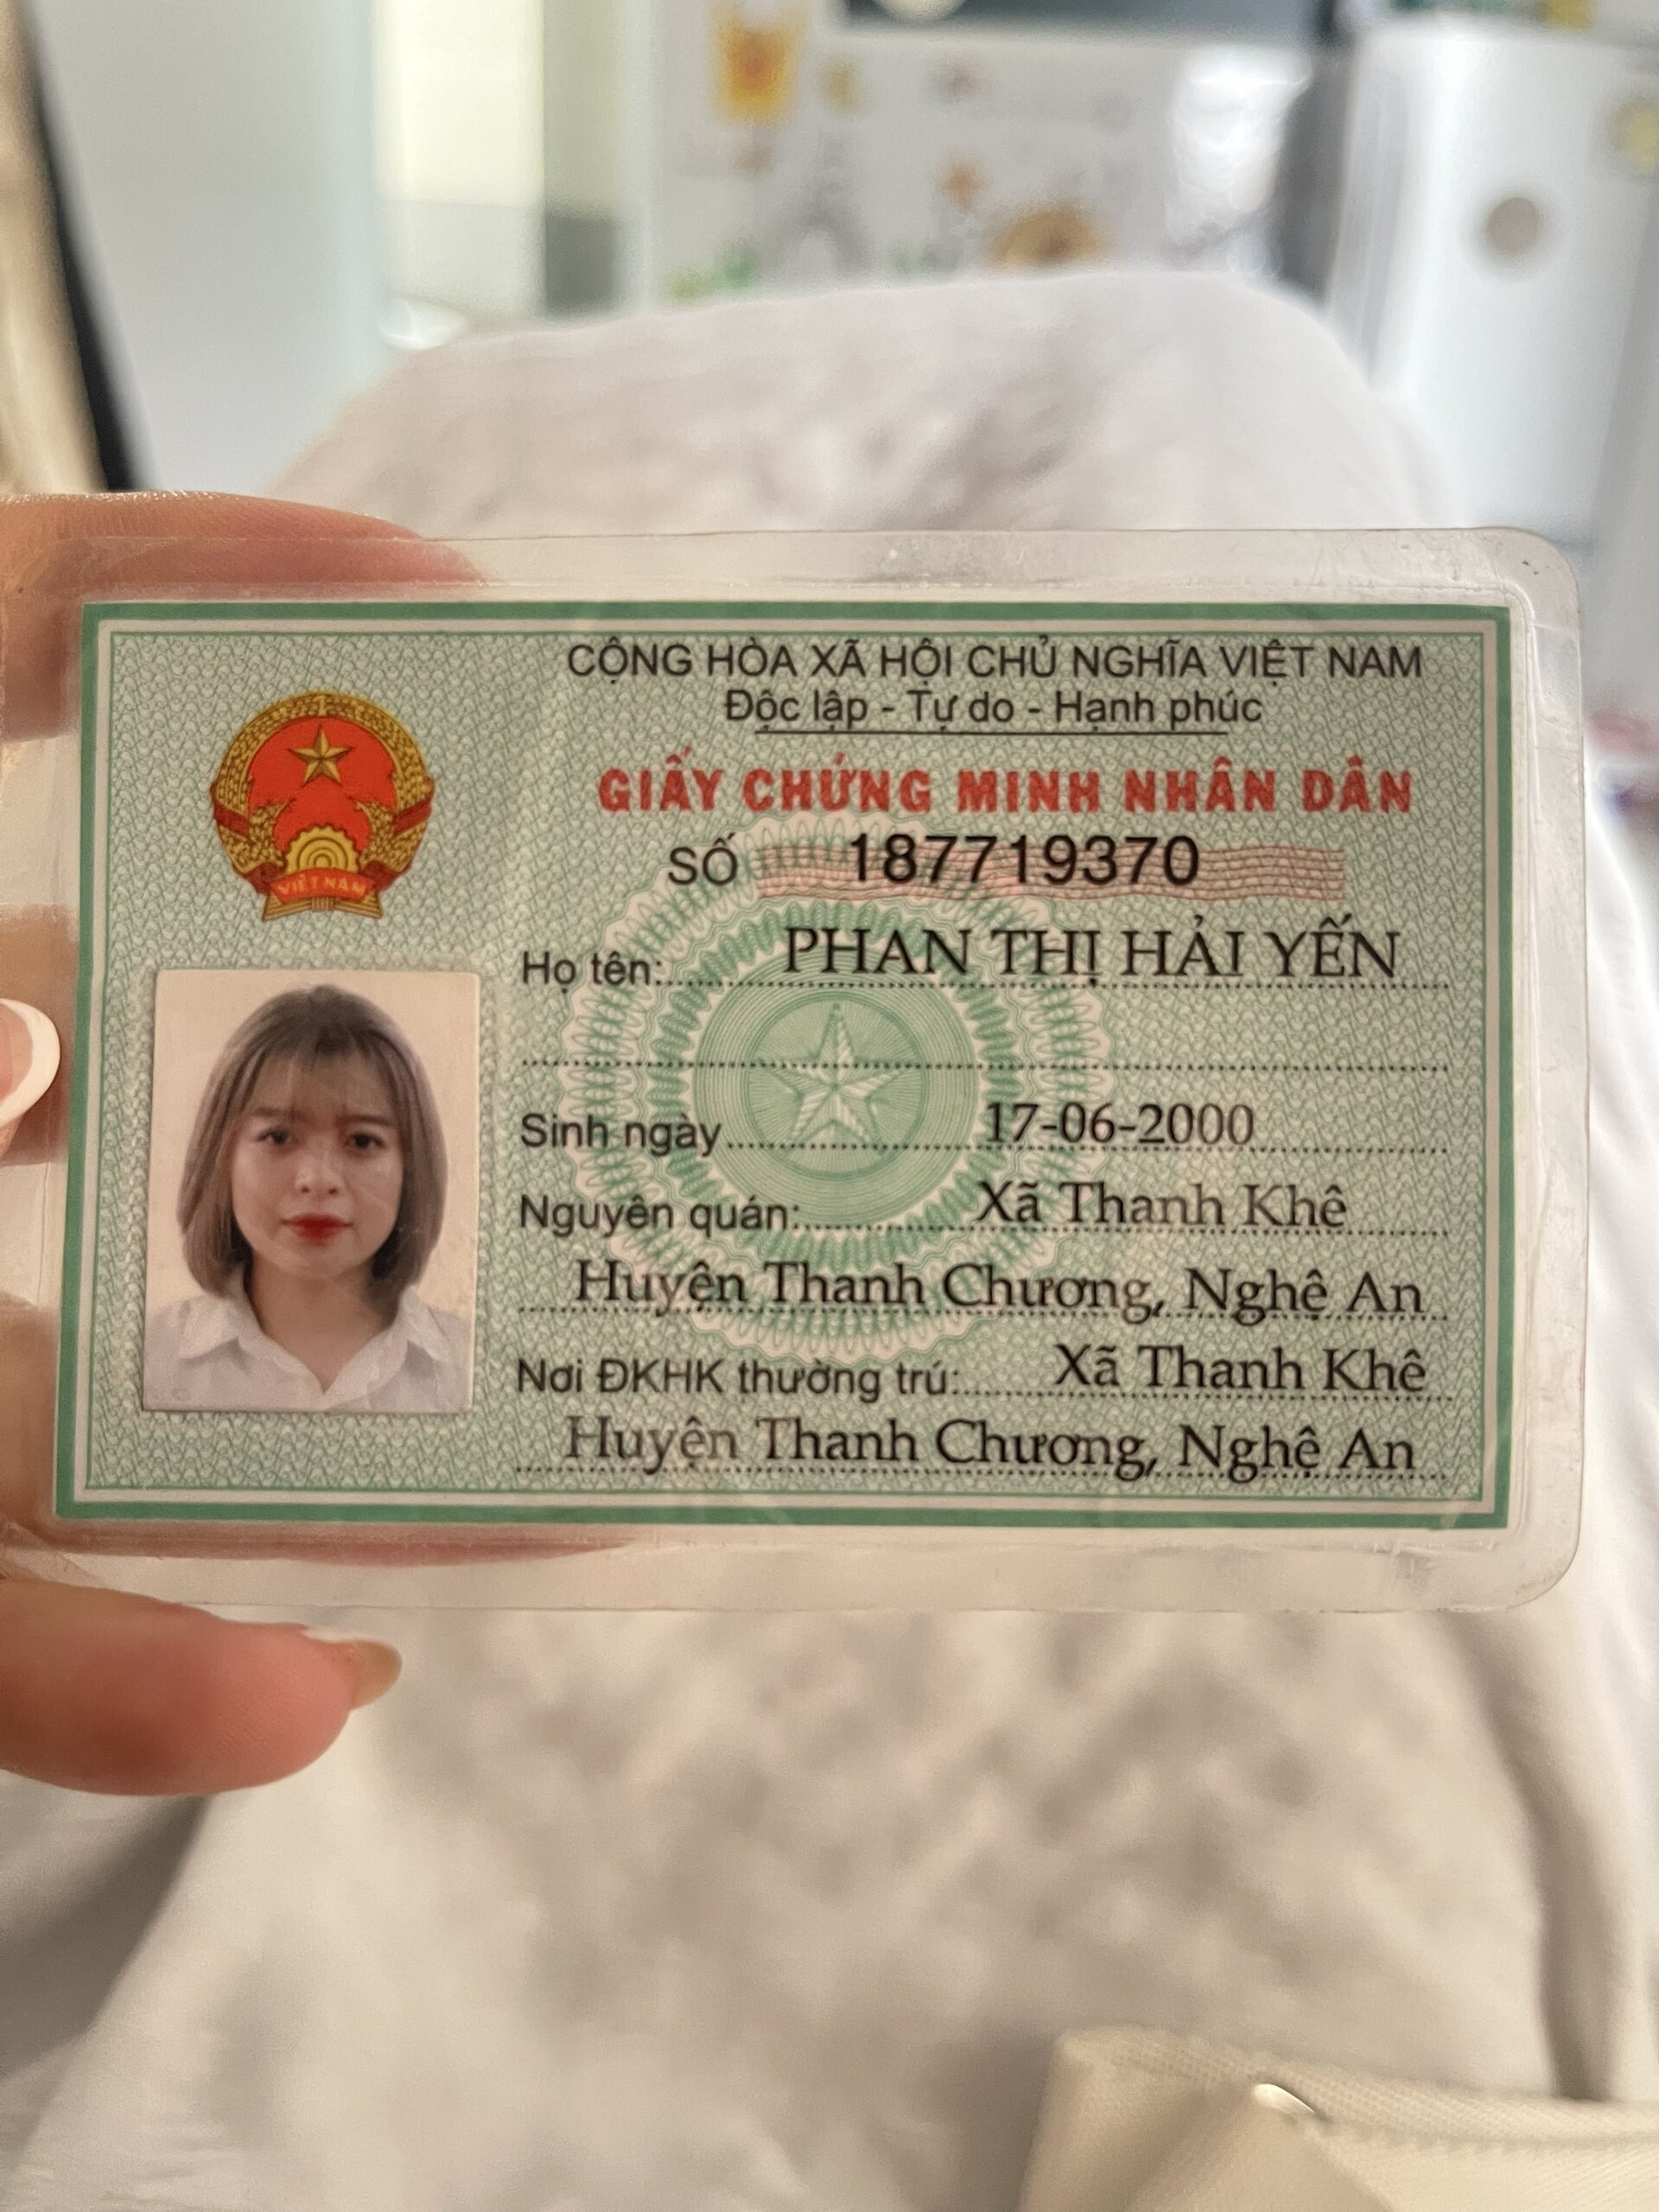 CỘNG HÒA XÃ HỘI CHỦ NGHĨA VIỆT NAM
Độc lập - Tự do - Hạnh phúc
GIẤY CHỨNG MINH NHÂN DÂN
SỐ 187719370
VIỆT NAM
Họ tên: PHAN THỊ HẢI YẾN
Sinh ngày 17-06-2000
Nguyên quán: Xã Thanh Khê
Huyện Thanh Chương, Nghệ An
Nơi ĐKHK thường trú: Xã Thanh Khê
Huyện Thanh Chương, Nghệ An